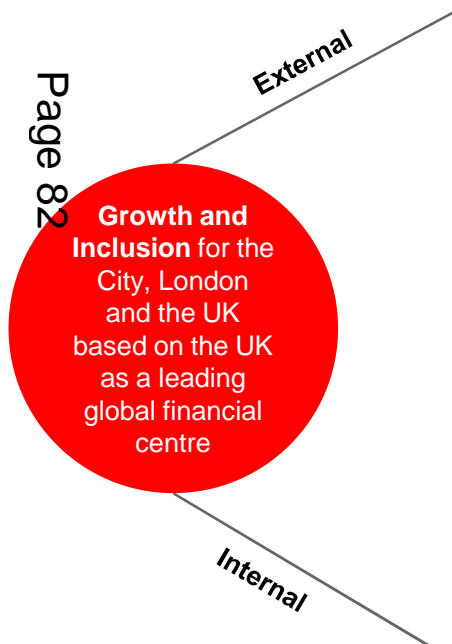 External
Page 82
Growth and
Inclusion for the
City, London
and the UK
based on the UK
as a leading
global financial
centre
Internal